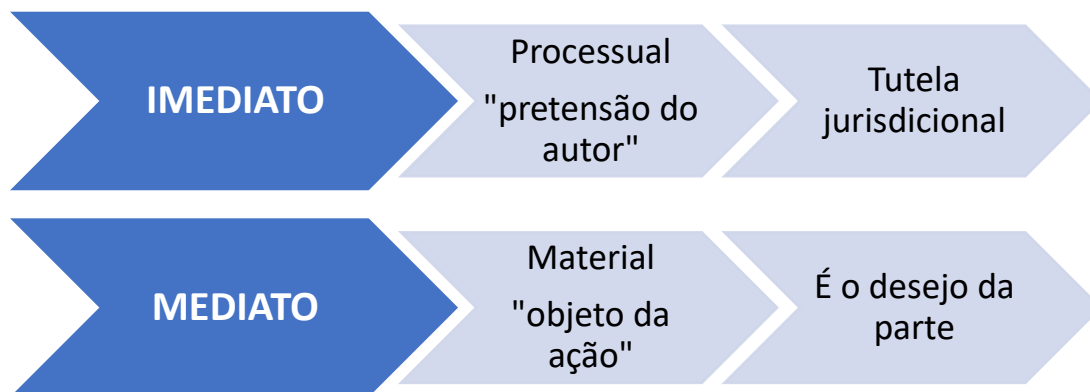 IMEDIATO
Processual
"pretensão do
autor"
Tutela
jurisdicional
MEDIATO
Material
"objeto da
ação"
É o desejo da
parte